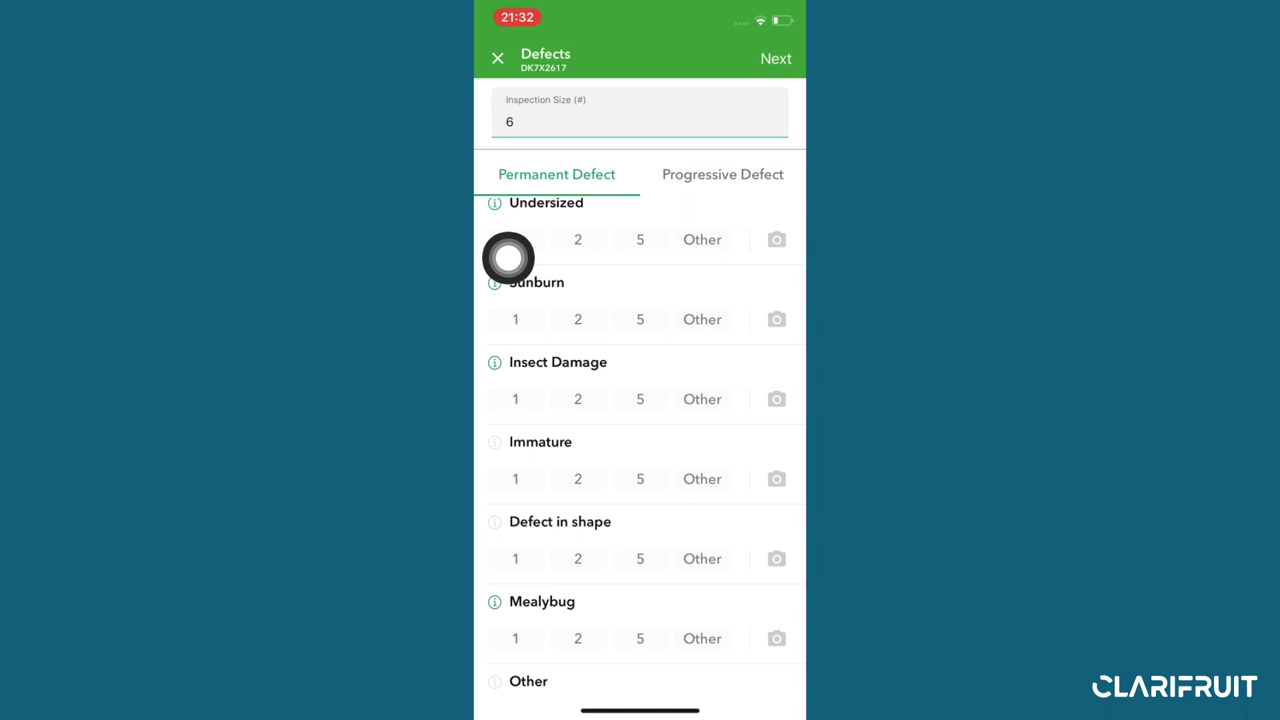 21:32
Defects
DK7X2617
Next
Inspection Size (#)
6
Permanent Defect
Progressive Defect
Undersized
2 5 Other
Sunburn
1 2 5 Other
Insect Damage
1 2 5 Other
Immature
1 2 5 Other
Defect in shape
1 2 5 Other
Mealybug
1 2 5 Other
Other
CLARIFRUIT